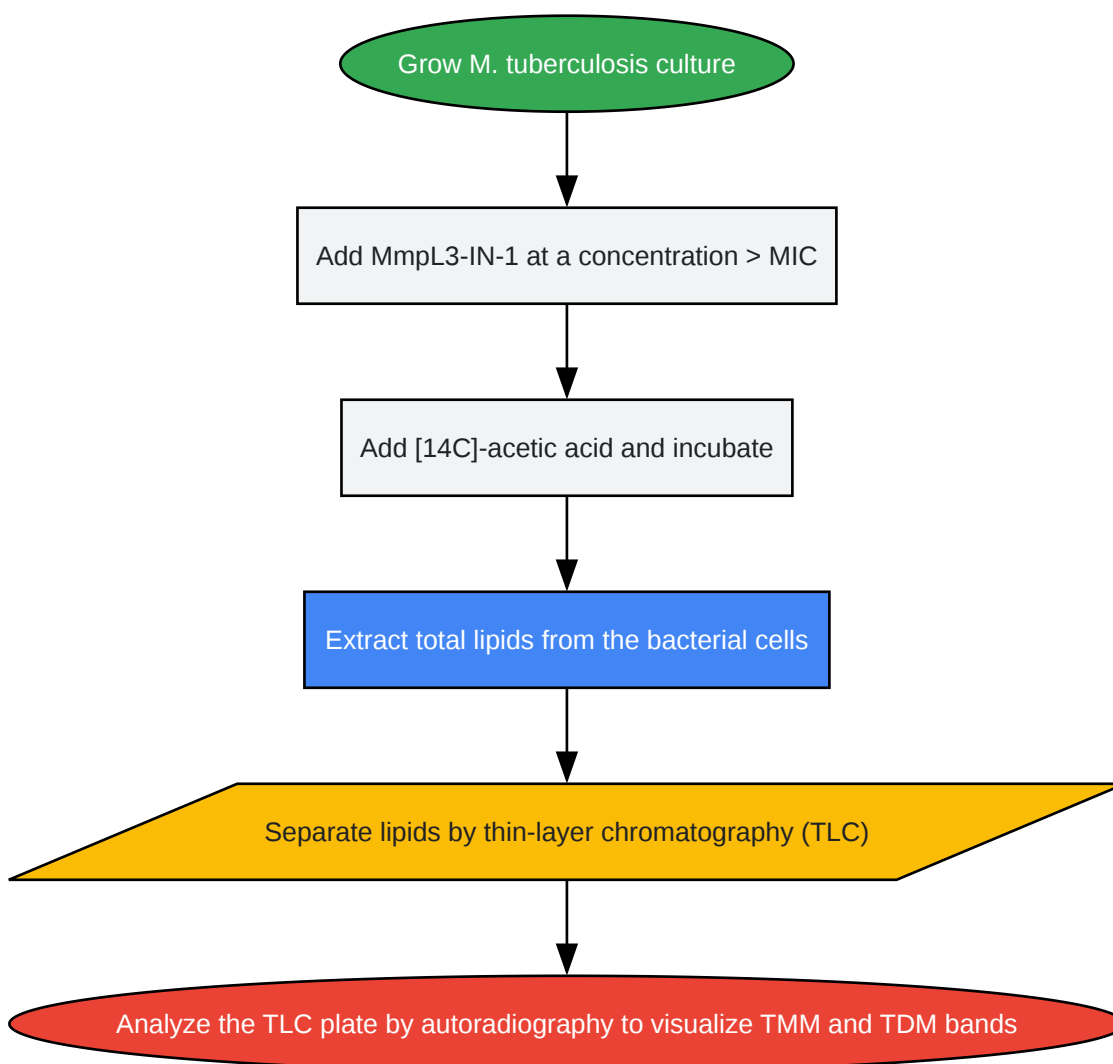 Grow M. tuberculosis culture
Add MmpL3-IN-1 at a concentration > MIC
Add [14C]-acetic acid and incubate
Extract total lipids from the bacterial cells
Separate lipids by thin-layer chromatography (TLC)
Analyze the TLC plate by autoradiography to visualize TMM and TDM bands